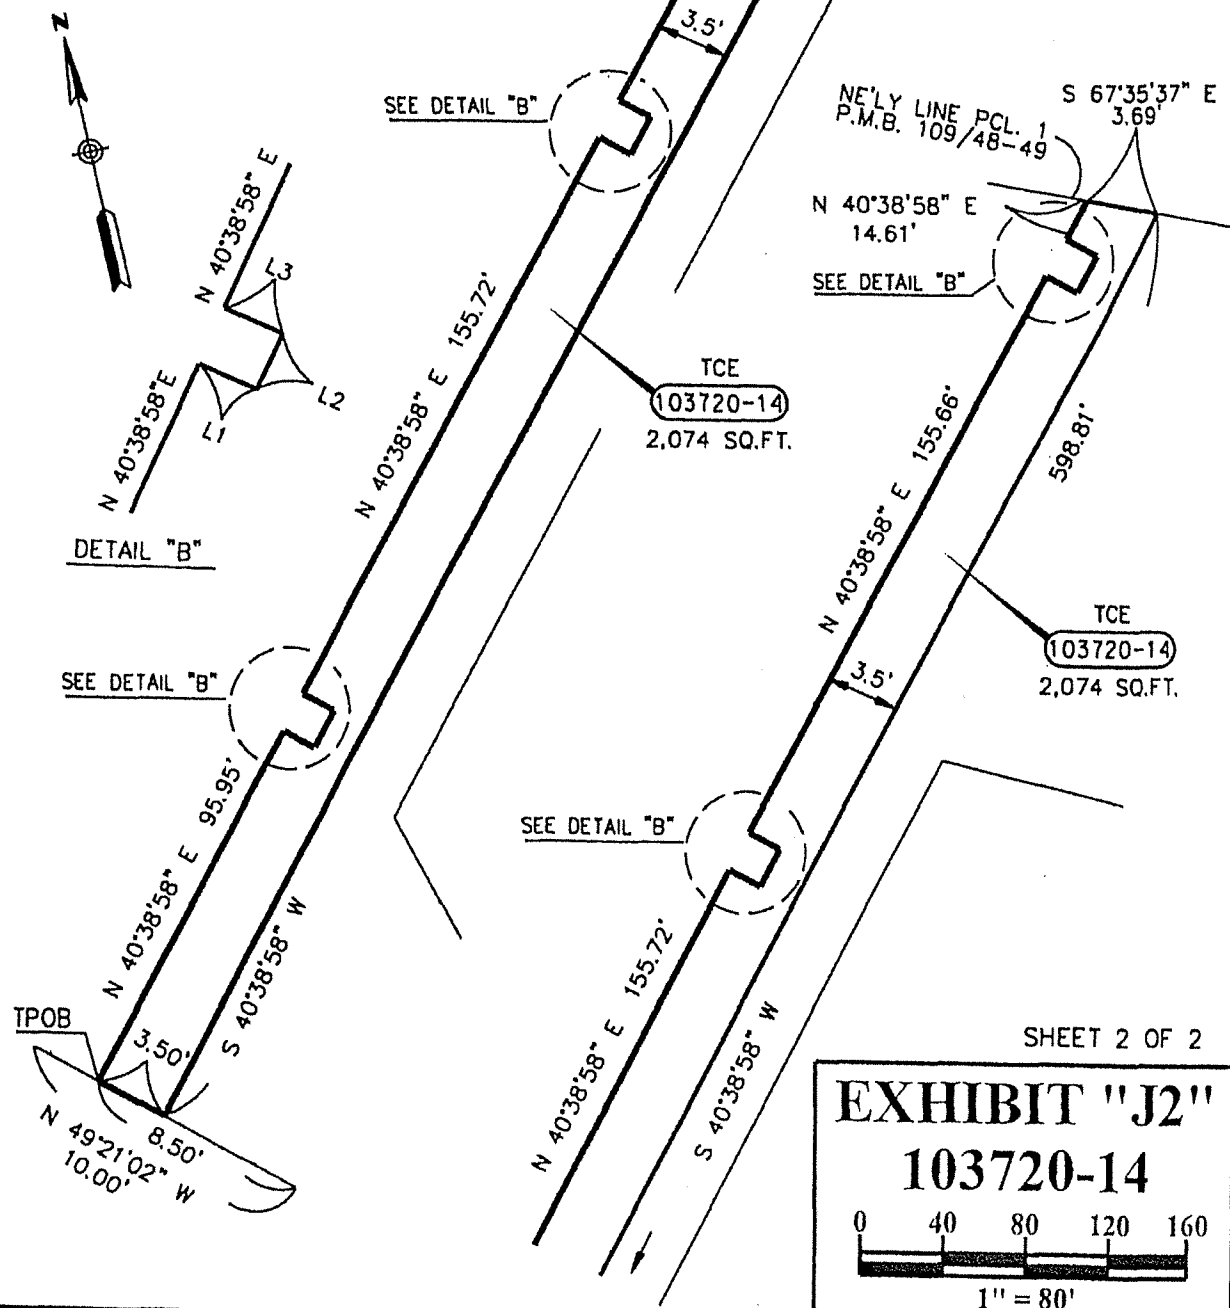 N
3.5'
SEE DETAIL "B"
NE'LY LINE PCL. 1
P.M.B. 109/48-49
S 67°35'37" E
3.69'
N 40°38'58" E
14.61'
SEE DETAIL "B"
N 40°38'58" E
L3
L2
L1
N 40°38'58"E
DETAIL "B"
N 40°38'58" E 155.72'
TCE
103720-14
2,074 SQ.FT.
N 40°38'58" E 155.66'
598.81'
TCE
103720-14
2,074 SQ.FT.
3.5'
SEE DETAIL "B"
N 40°38'58" E 95.95'
S 40°38'58" W
SEE DETAIL "B"
N 40°38'58" E 155.72'
S 40°38'58" W
TPOB
3.50'
8.50'
N 49°21'02" W
10.00'
SHEET 2 OF 2
EXHIBIT "J2"
103720-14
0 40 80 120 160
1" = 80'